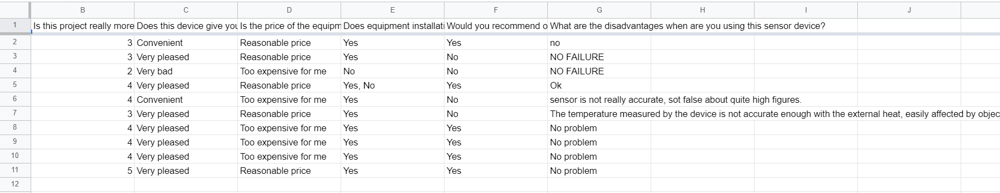 B C D E F G H I J
1 Is this project really more Does this device give you Is the price of the equipm Does equipment installati Would you recommend o What are the disadvantages when are you using this sensor device?
2 3 Convenient Reasonable price Yes Yes no
3 3 Very pleased Reasonable price Yes No NO FAILURE
4 2 Very bad Too expensive for me No No NO FAILURE
5 4 Very pleased Reasonable price Yes, No Yes Ok
6 4 Convenient Too expensive for me Yes No sensor is not really accurate, sot false about quite high figures.
7 3 Very pleased Reasonable price Yes No The temperature measured by the device is not accurate enough with the external heat, easily affected by objec
8 4 Very pleased Too expensive for me Yes Yes No problem
9 4 Very pleased Too expensive for me Yes Yes No problem
10 4 Very pleased Too expensive for me Yes Yes No problem
11 5 Very pleased Reasonable price Yes Yes No problem
12